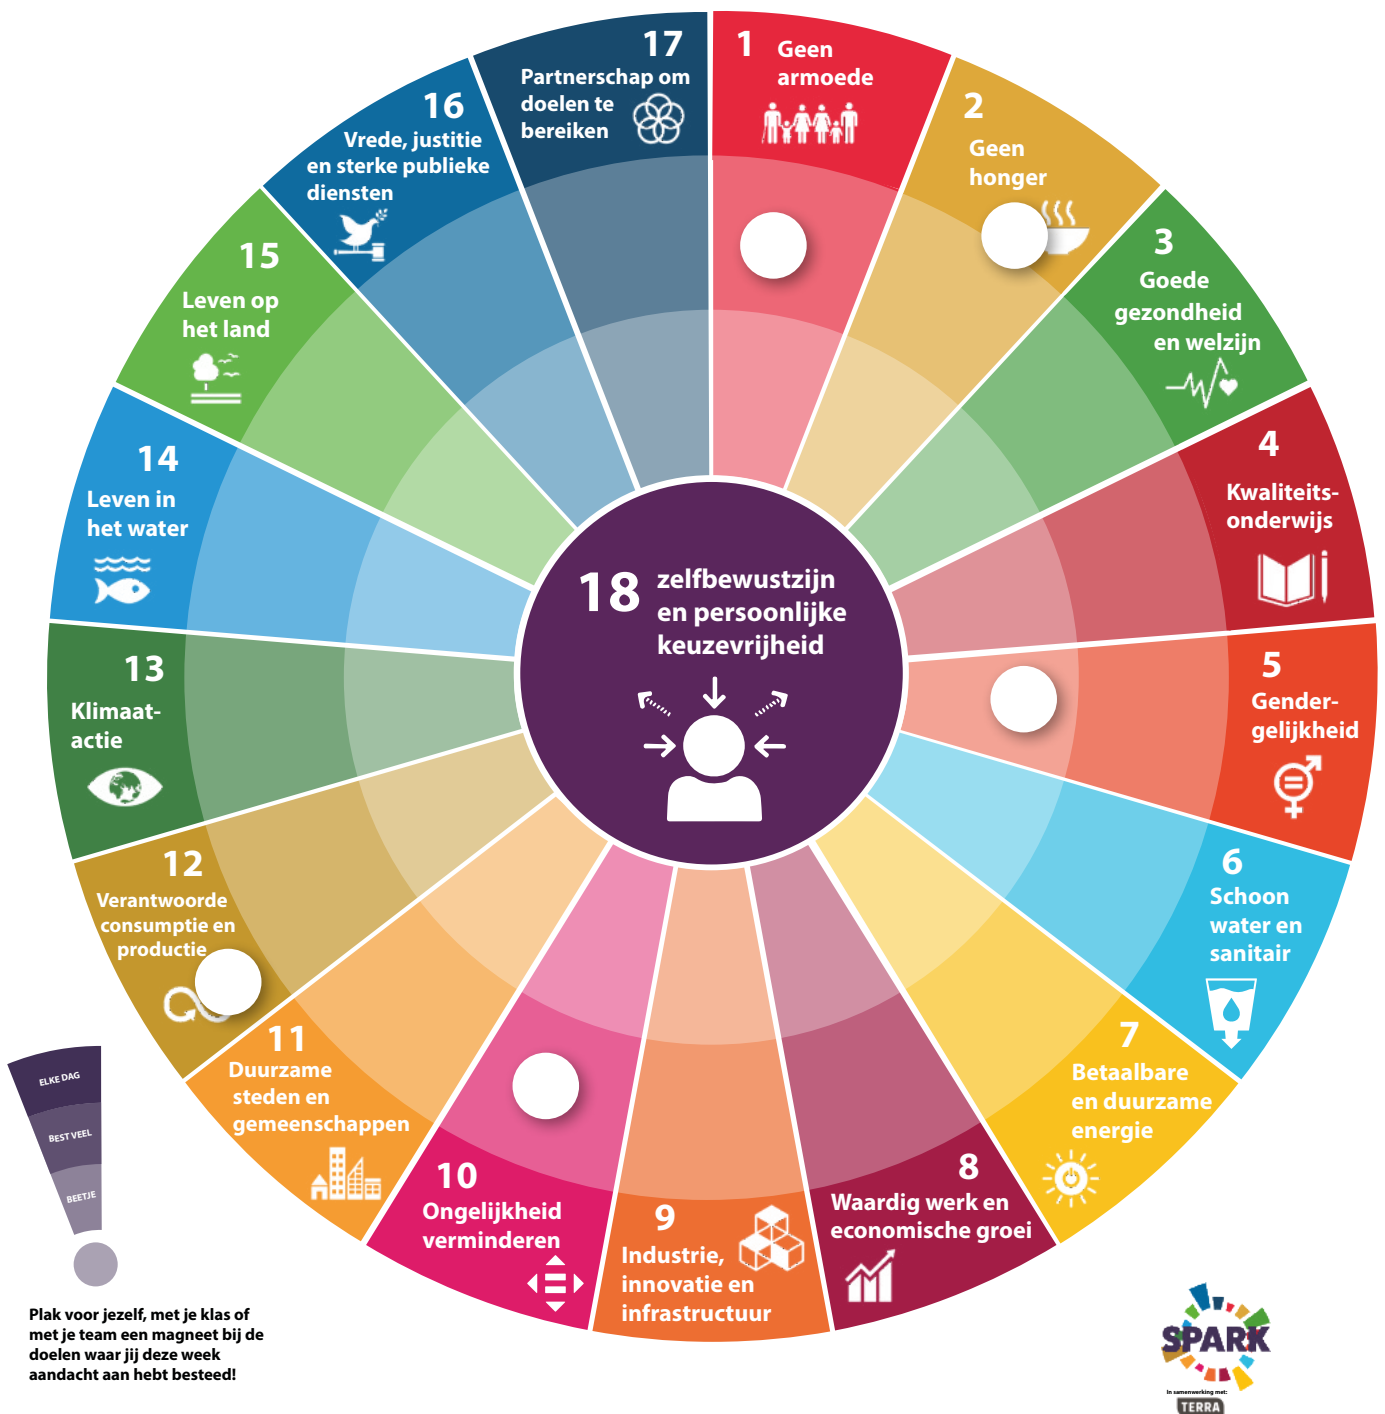 1 Geen
armoede
2
Geen
honger
3
Goede
gezondheid
en welzijn
4
Kwaliteits-
onderwijs
5
Gender-
gelijkheid
6
Schoon
water en
sanitair
7
Betaalbare
en duurzame
energie
8
Waardig werk en
economische groei
9
Industrie,
innovatie en
infrastructuur
10
Ongelijkheid
verminderen
11
Duurzame
steden en
gemeenschappen
12
Verantwoorde
consumptie en
productie
13
Klimaat-
actie
14
Leven in
het water
15
Leven op
het land
16
Vrede, justitie
en sterke publieke
diensten
17
Partnerschap om
doelen te
bereiken
18 zelfbewustzijn
en persoonlijke
keuzevrijheid
ELKE DAG
BEST VEEL
BEETJE
Plak voor jezelf, met je klas of
met je team een magneet bij de
doelen waar jij deze week
aandacht aan hebt besteed!
SPARK
In samenwerking met:
TERRA